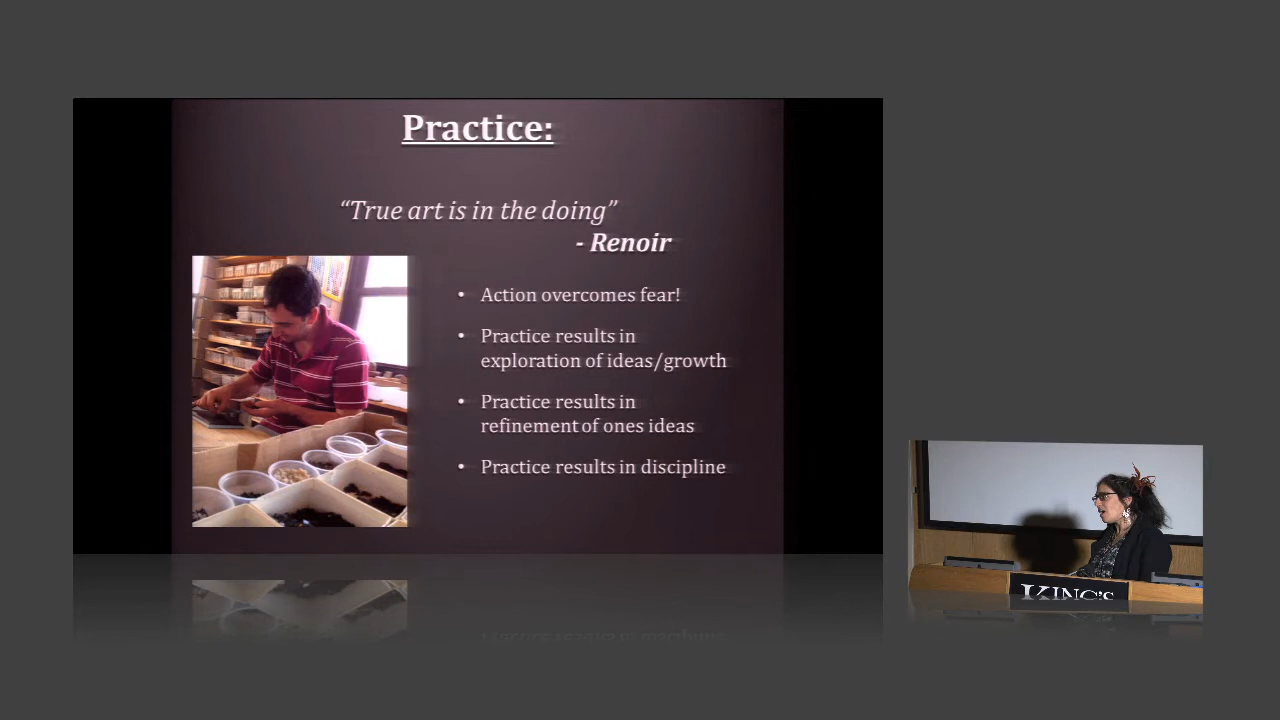 Practice:
“True art is in the doing”
- Renoir
• Action overcomes fear!
• Practice results in
exploration of ideas/growth
• Practice results in
refinement of ones ideas
• Practice results in discipline
KING'S